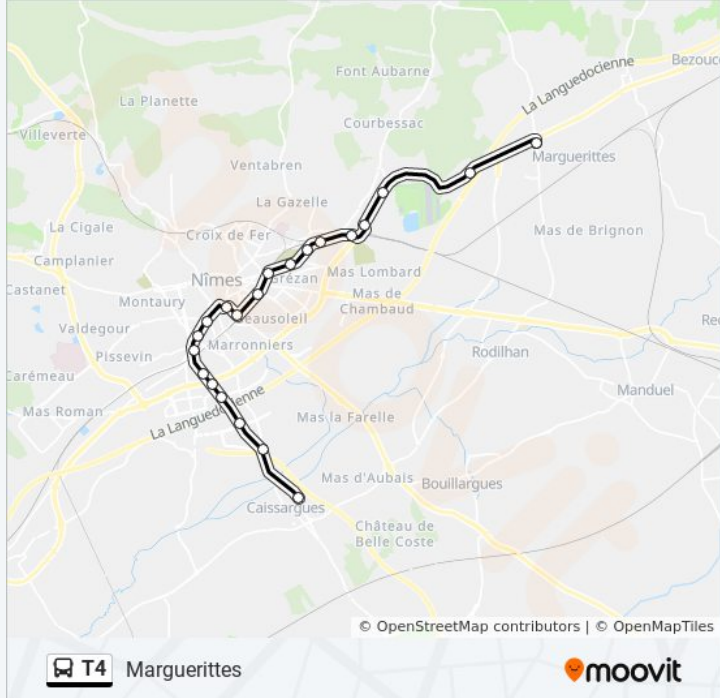 La Languedocienne
Bezouce
Font Aubarne
La Planette
Courbessac
Villeverte
Marguerittes
Ventabren
La Gazelle
La Cigale
Croix de Fer
Mas de Brignon
Camplanier
Mas Lombard
Nîmes
Grézan
Castanet
Mas de
Chambaud
Montaury
Beausoleil
Valdegour
Marronniers
Pissevin
Rodilhan
Carémeau
Manduel
Mas Roman
La Languedocienne
Mas la Farelle
Mas d'Aubais
Bouillargues
Caissargues
Château de
Belle Coste
© OpenStreetMap contributors | © OpenMapTiles
T4 Marguerittes
moovit